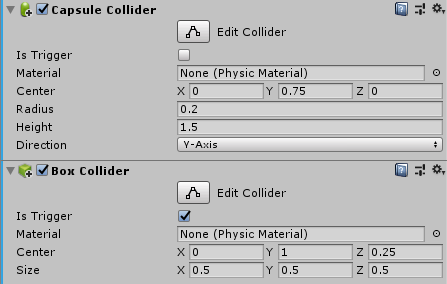 Capsule Collider
Edit Collider
Is Trigger
Material None (Physic Material)
Center X 0 Y 0.75 Z 0
Radius 0.2
Height 1.5
Direction Y-Axis
Box Collider
Edit Collider
Is Trigger
Material None (Physic Material)
Center X 0 Y 1 Z 0.25
Size X 0.5 Y 0.5 Z 0.5